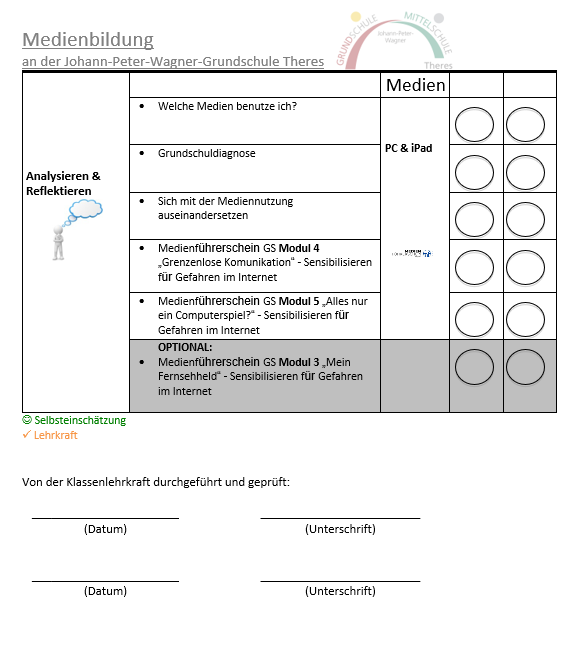 Medienbildung
an der Johann-Peter-Wagner-Grundschule Theres
GRUNDSCHULE
MITTELSCHULE
Johann-Peter-
Wagner
Theres
Medien
Analysieren &
Reflektieren
• Welche Medien benutze ich?
• Grundschuldiagnose
• Sich mit der Mediennutzung
auseinandersetzen
• Medienführerschein GS Modul 4
„Grenzenlose Komunikation“ - Sensibilisieren
für Gefahren im Internet
• Medienführerschein GS Modul 5 „Alles nur
ein Computerspiel?“ - Sensibilisieren für
Gefahren im Internet
OPTIONAL:
• Medienführerschein GS Modul 3 „Mein
Fernsehheld“ - Sensibilisieren für Gefahren
im Internet
PC & iPad
☺ Selbsteinschätzung
✓ Lehrkraft
Von der Klassenlehrkraft durchgeführt und geprüft:
(Datum) (Unterschrift)
(Datum) (Unterschrift)